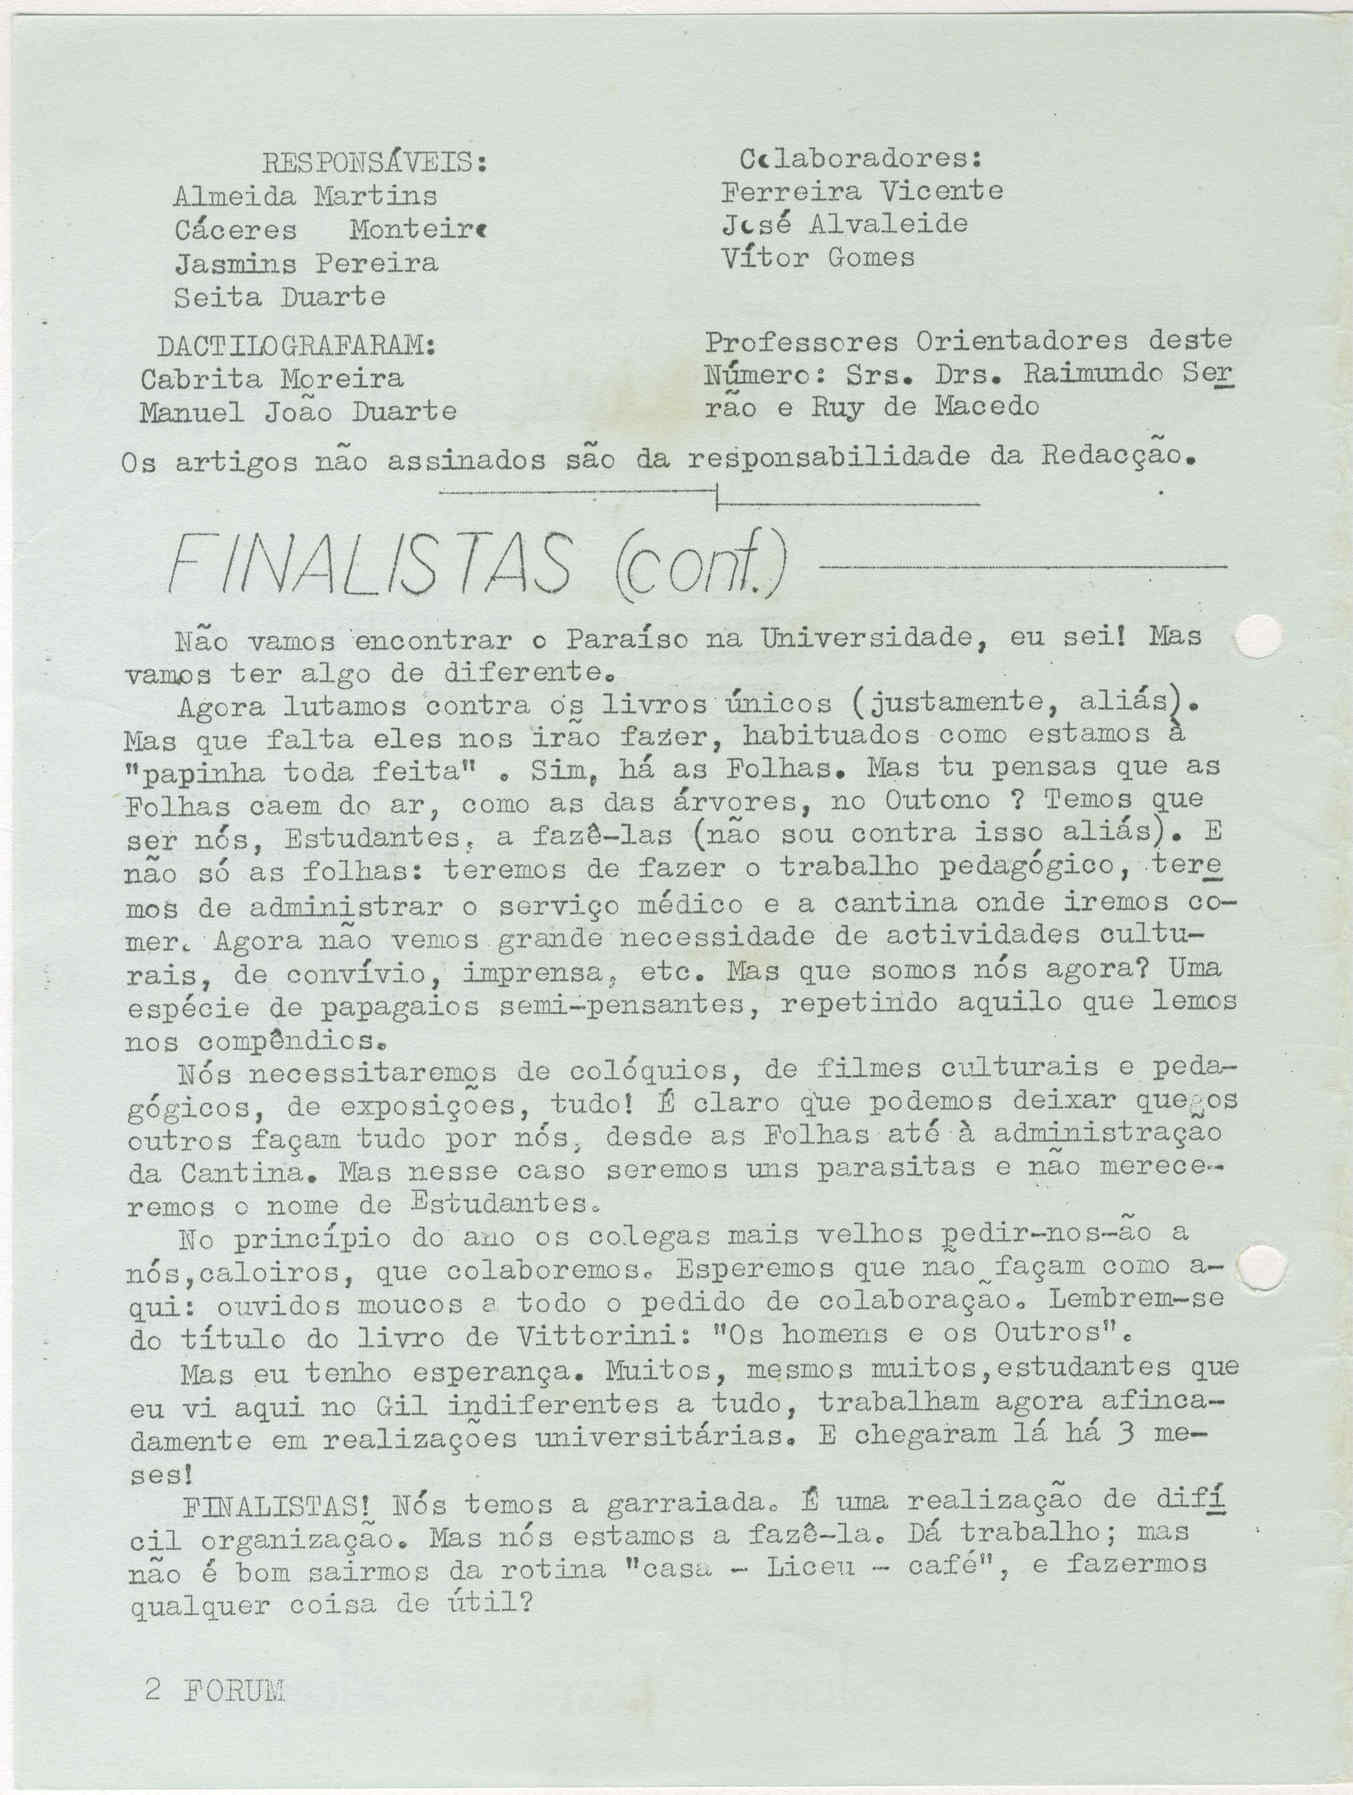 RESPONSÁVEIS:
Almeida Martins
Cáceres Monteiro
Jasmins Pereira
Seita Duarte
Colaboradores:
Ferreira Vicente
José Alvaleide
Vítor Gomes
DACTILOGRAFARAM:
Cabrita Moreira
Manuel João Duarte
Professores Orientadores deste
Número: Srs. Drs. Raimundo Ser
rão e Ruy de Macedo
Os artigos não assinados são da responsabilidade da Redacção.
FINALISTAS (cont.)
Não vamos encontrar o Paraíso na Universidade, eu sei! Mas
vamos ter algo de diferente.
Agora lutamos contra os livros únicos (justamente, aliás).
Mas que falta eles nos irão fazer, habituados como estamos à
"papinha toda feita" . Sim, há as Folhas. Mas tu pensas que as
Folhas caem do ar, como as das árvores, no Outono ? Temos que
ser nós, Estudantes, a fazê-las (não sou contra isso aliás). E
não só as folhas: teremos de fazer o trabalho pedagógico, tere
mos de administrar o serviço médico e a cantina onde iremos co-
mer. Agora não vemos grande necessidade de actividades cultu-
rais, de convívio, imprensa, etc. Mas que somos nós agora? Uma
espécie de papagaios semi-pensantes, repetindo aquilo que lemos
nos compêndios.
Nós necessitaremos de colóquios, de filmes culturais e peda-
gógicos, de exposições, tudo! É claro que podemos deixar que os
outros façam tudo por nós, desde as Folhas até à administração
da Cantina. Mas nesse caso seremos uns parasitas e não merece-
remos o nome de Estudantes.
No princípio do ano os colegas mais velhos pedir-nos-ão a
nós,caloiros, que colaboremos. Esperemos que não façam como a-
qui: ouvidos moucos a todo o pedido de colaboração. Lembrem-se
do título do livro de Vittorini: "Os homens e os Outros".
Mas eu tenho esperança. Muitos, mesmos muitos,estudantes que
eu vi aqui no Gil indiferentes a tudo, trabalham agora afinca-
damente em realizações universitárias. E chegaram lá há 3 me-
ses!
FINALISTAS! Nós temos a garraiada. É uma realização de difí
cil organização. Mas nós estamos a fazê-la. Dá trabalho; mas
não é bom sairmos da rotina "casa - Liceu - café", e fazermos
qualquer coisa de útil?
2 FORUM